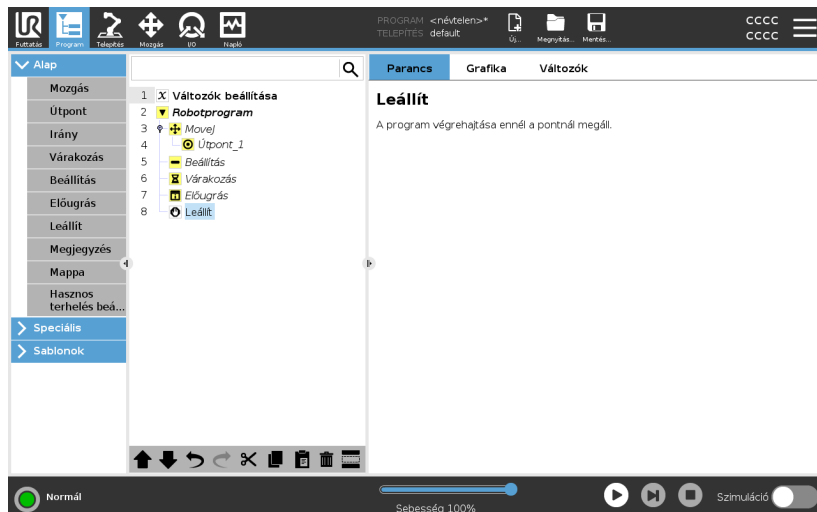 UR
Futtatás
Program
Telepítés
Mozgás
I/O
Napló
PROGRAM <névtelen>*
TELEPÍTÉS default
Új...
Megnyitás...
Mentés...
CCCC
CCCC
Alap
Mozgás
Útpont
Irány
Várakozás
Beállítás
Előugrás
Leállít
Megjegyzés
Mappa
Hasznos
terhelés beá...
Speciális
Sablonok
1 X Változók beállítása
2 Robotprogram
3 MoveJ
4 Útpont_1
5 Beállítás
6 Várakozás
7 Előugrás
8 Leállít
Parancs
Grafika
Változók
Leállít
A program végrehajtása ennél a pontnál megáll.
Normál
Sebesség 100%
Szimuláció